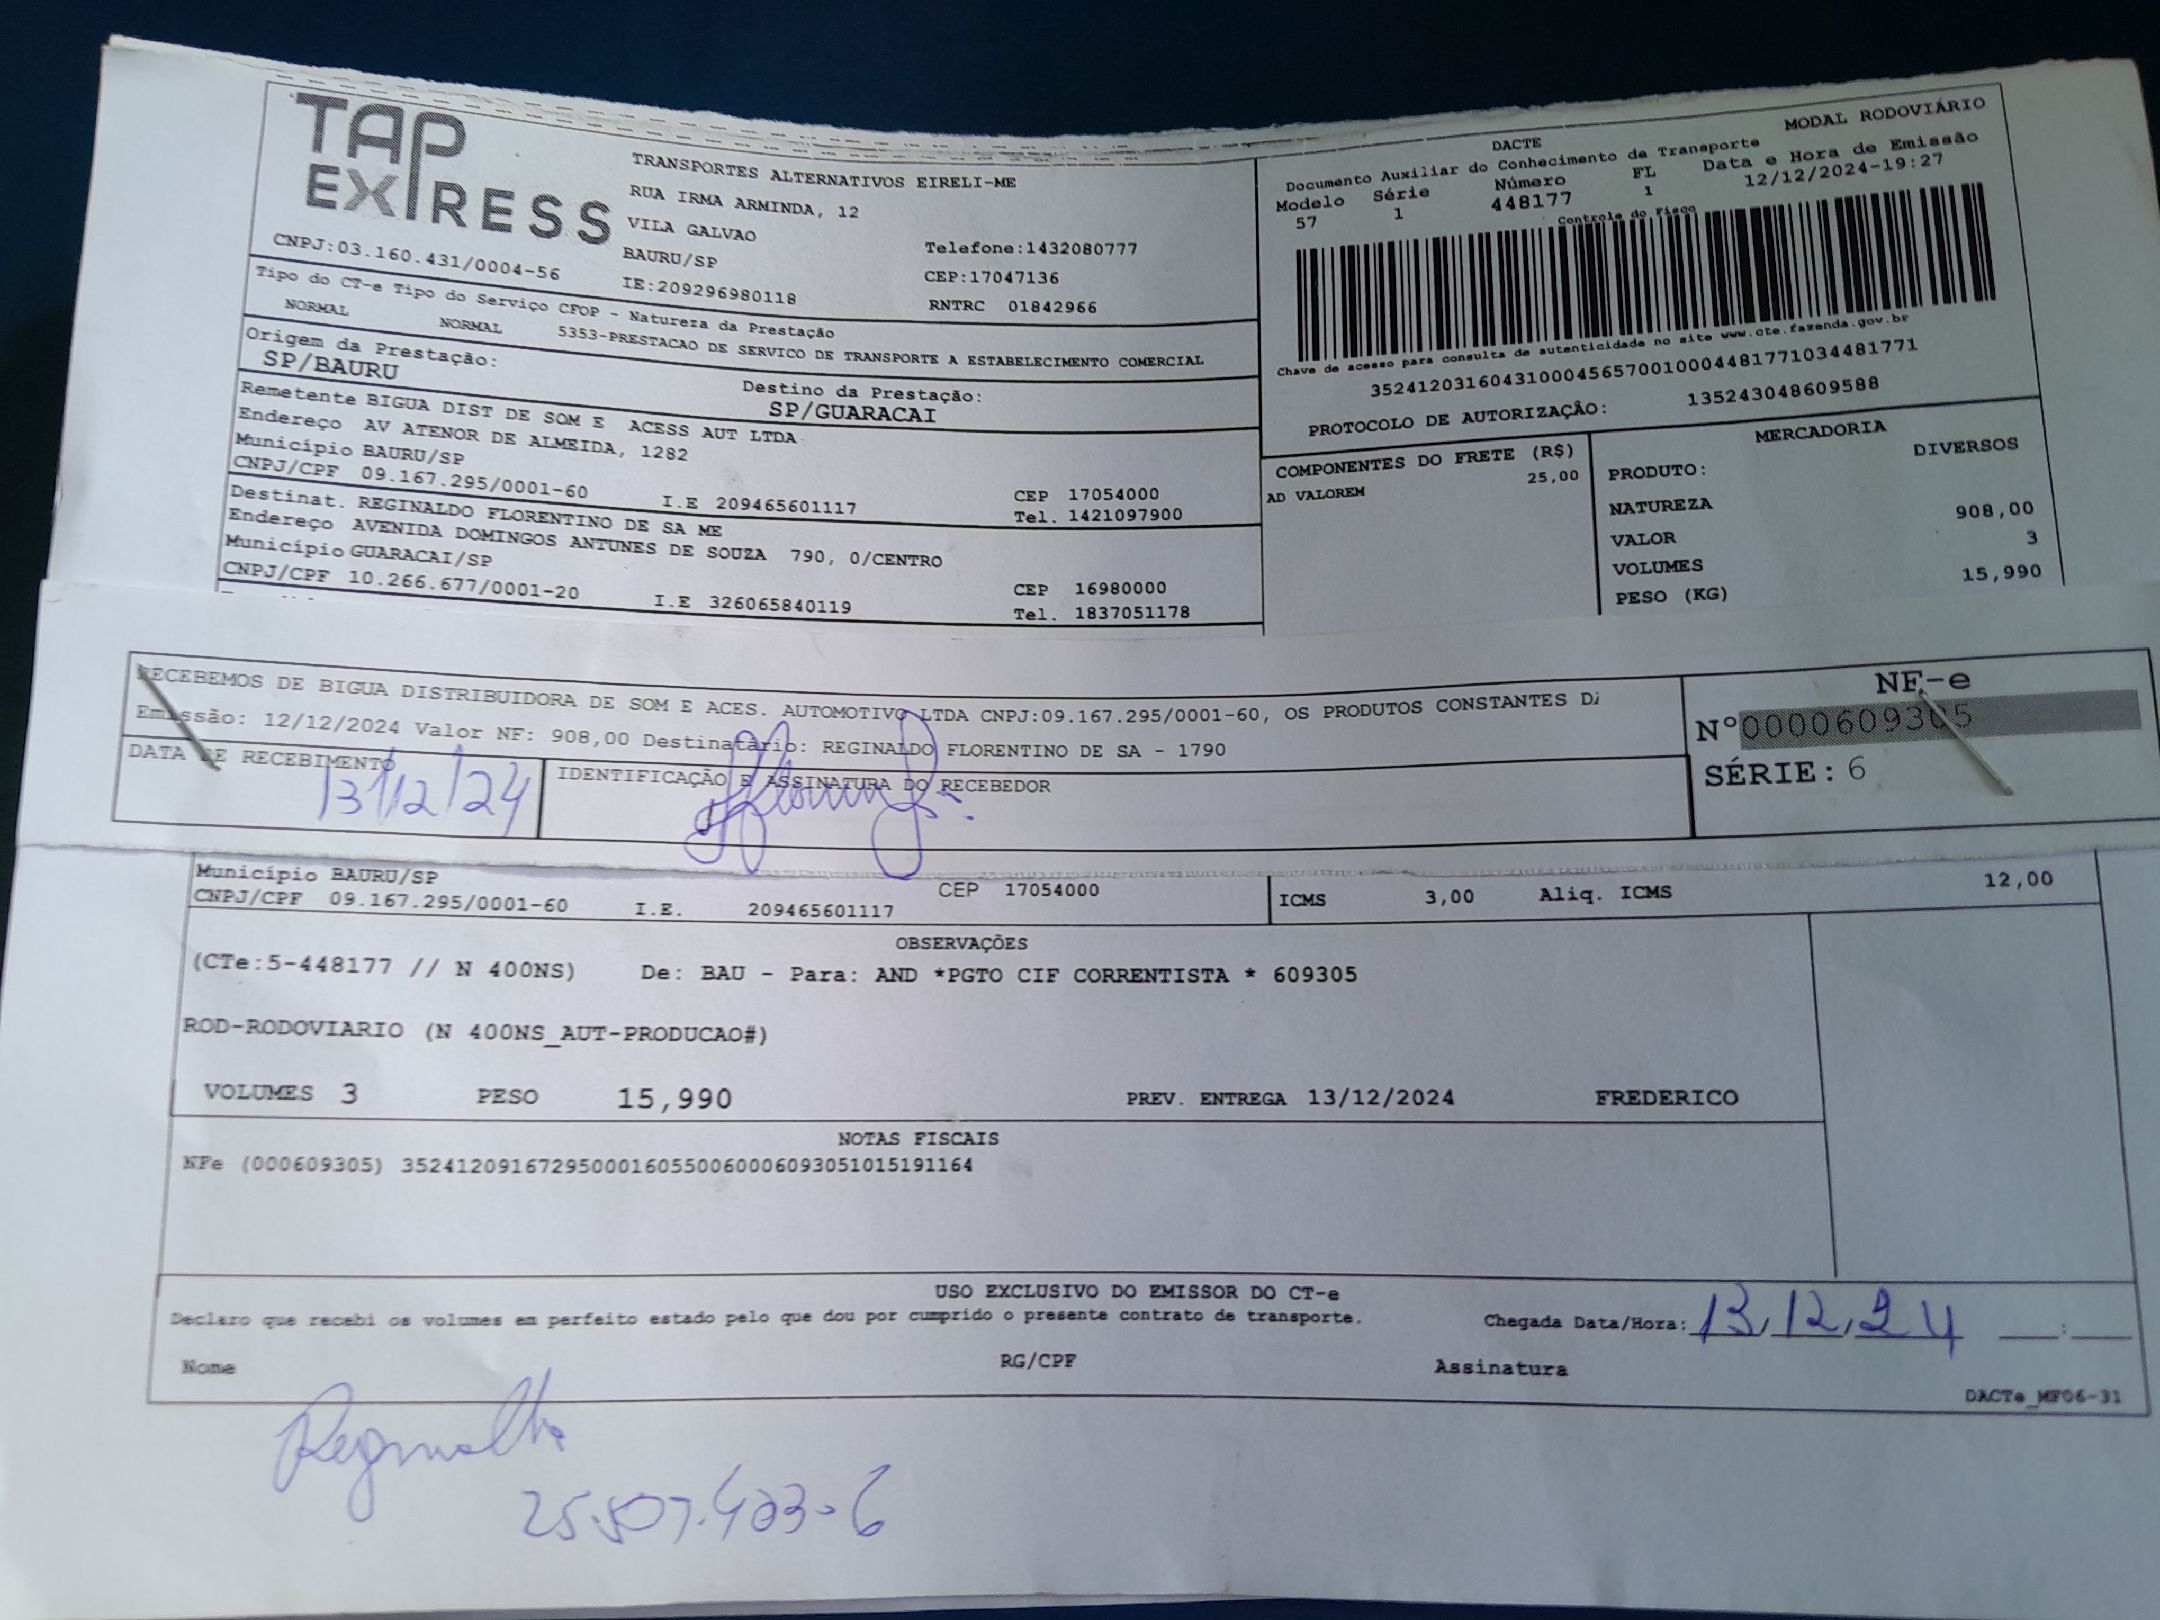 TAP
EXPRESS
TRANSPORTES ALTERNATIVOS EIRELI-ME
RUA IRMA ARMINDA, 12
VILA GALVAO
BAURU/SP Telefone:1432080777
CNPJ:03.160.431/0004-56 IE:209296980118 CEP:17047136
RNTRC 01842966
Tipo do CT-e Tipo do Serviço CFOP - Natureza da Prestação
NORMAL NORMAL 5353-PRESTACAO DE SERVICO DE TRANSPORTE A ESTABELECIMENTO COMERCIAL
Origem da Prestação: Destino da Prestação:
SP/BAURU SP/GUARACAI
Remetente BIGUA DIST DE SOM E ACESS AUT LTDA
Endereço AV ATENOR DE ALMEIDA, 1282
Município BAURU/SP CEP 17054000
CNPJ/CPF 09.167.295/0001-60 I.E 209465601117 Tel. 1421097900
Destinat. REGINALDO FLORENTINO DE SA ME
Endereço AVENIDA DOMINGOS ANTUNES DE SOUZA 790, 0/CENTRO
Município GUARACAI/SP CEP 16980000
CNPJ/CPF 10.266.677/0001-20 I.E 326065840119 Tel. 1837051178
DACTE MODAL RODOVIÁRIO
Documento Auxiliar do Conhecimento de Transporte Data e Hora de Emissão
Modelo Série Número FL 12/12/2024-19:27
57 1 448177 1
Controle do Fisco
Chave de acesso para consulta de autenticidade no site www.cte.fazenda.gov.br
35241203160431000456570010004481771034481771
PROTOCOLO DE AUTORIZAÇÂO: 135243048609588
COMPONENTES DO FRETE (R$)
AD VALOREM 25,00
MERCADORIA
PRODUTO: DIVERSOS
NATUREZA
VALOR 908,00
VOLUMES 3
PESO (KG) 15,990
RECEBEMOS DE BIGUA DISTRIBUIDORA DE SOM E ACES. AUTOMOTIVO LTDA CNPJ:09.167.295/0001-60, OS PRODUTOS CONSTANTES
Emissão: 12/12/2024 Valor NF: 908,00 Destinatário: REGINALDO FLORENTINO DE SA - 1790
DATA DE RECEBIMENTO IDENTIFICAÇÃO E ASSINATURA DO RECEBEDOR
13/12/24
NF-e
Nº0000609305
SÉRIE: 6
Município BAURU/SP CEP 17054000
CNPJ/CPF 09.167.295/0001-60 I.E. 209465601117
ICMS 3,00 Aliq. ICMS 12,00
OBSERVAÇÕES
(CTe:5-448177 // N 400NS) De: BAU - Para: AND *PGTO CIF CORRENTISTA * 609305
ROD-RODOVIARIO (N 400NS_AUT-PRODUCAO#)
VOLUMES 3 PESO 15,990 PREV. ENTREGA 13/12/2024 FREDERICO
NOTAS FISCAIS
NFe (000609305) 35241209167295000160550060006093051015191164
USO EXCLUSIVO DO EMISSOR DO CT-e
Declaro que recebi os volumes em perfeito estado pelo que dou por cumprido o presente contrato de transporte. Chegada Data/Hora: 13,12,24 __:__
Nome RG/CPF Assinatura
DACTe_MF06-31
Reginaldo
25.507.403-6